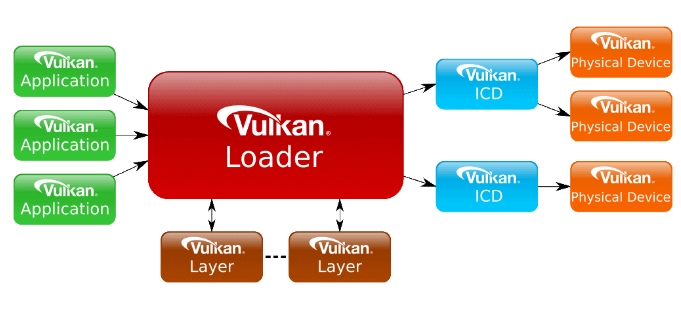 Vulkan®
Application
Vulkan®
Application
Vulkan®
Application
Vulkan®
Loader
Vulkan®
Layer
Vulkan®
Layer
Vulkan®
ICD
Vulkan®
ICD
Vulkan®
Physical Device
Vulkan®
Physical Device
Vulkan®
Physical Device